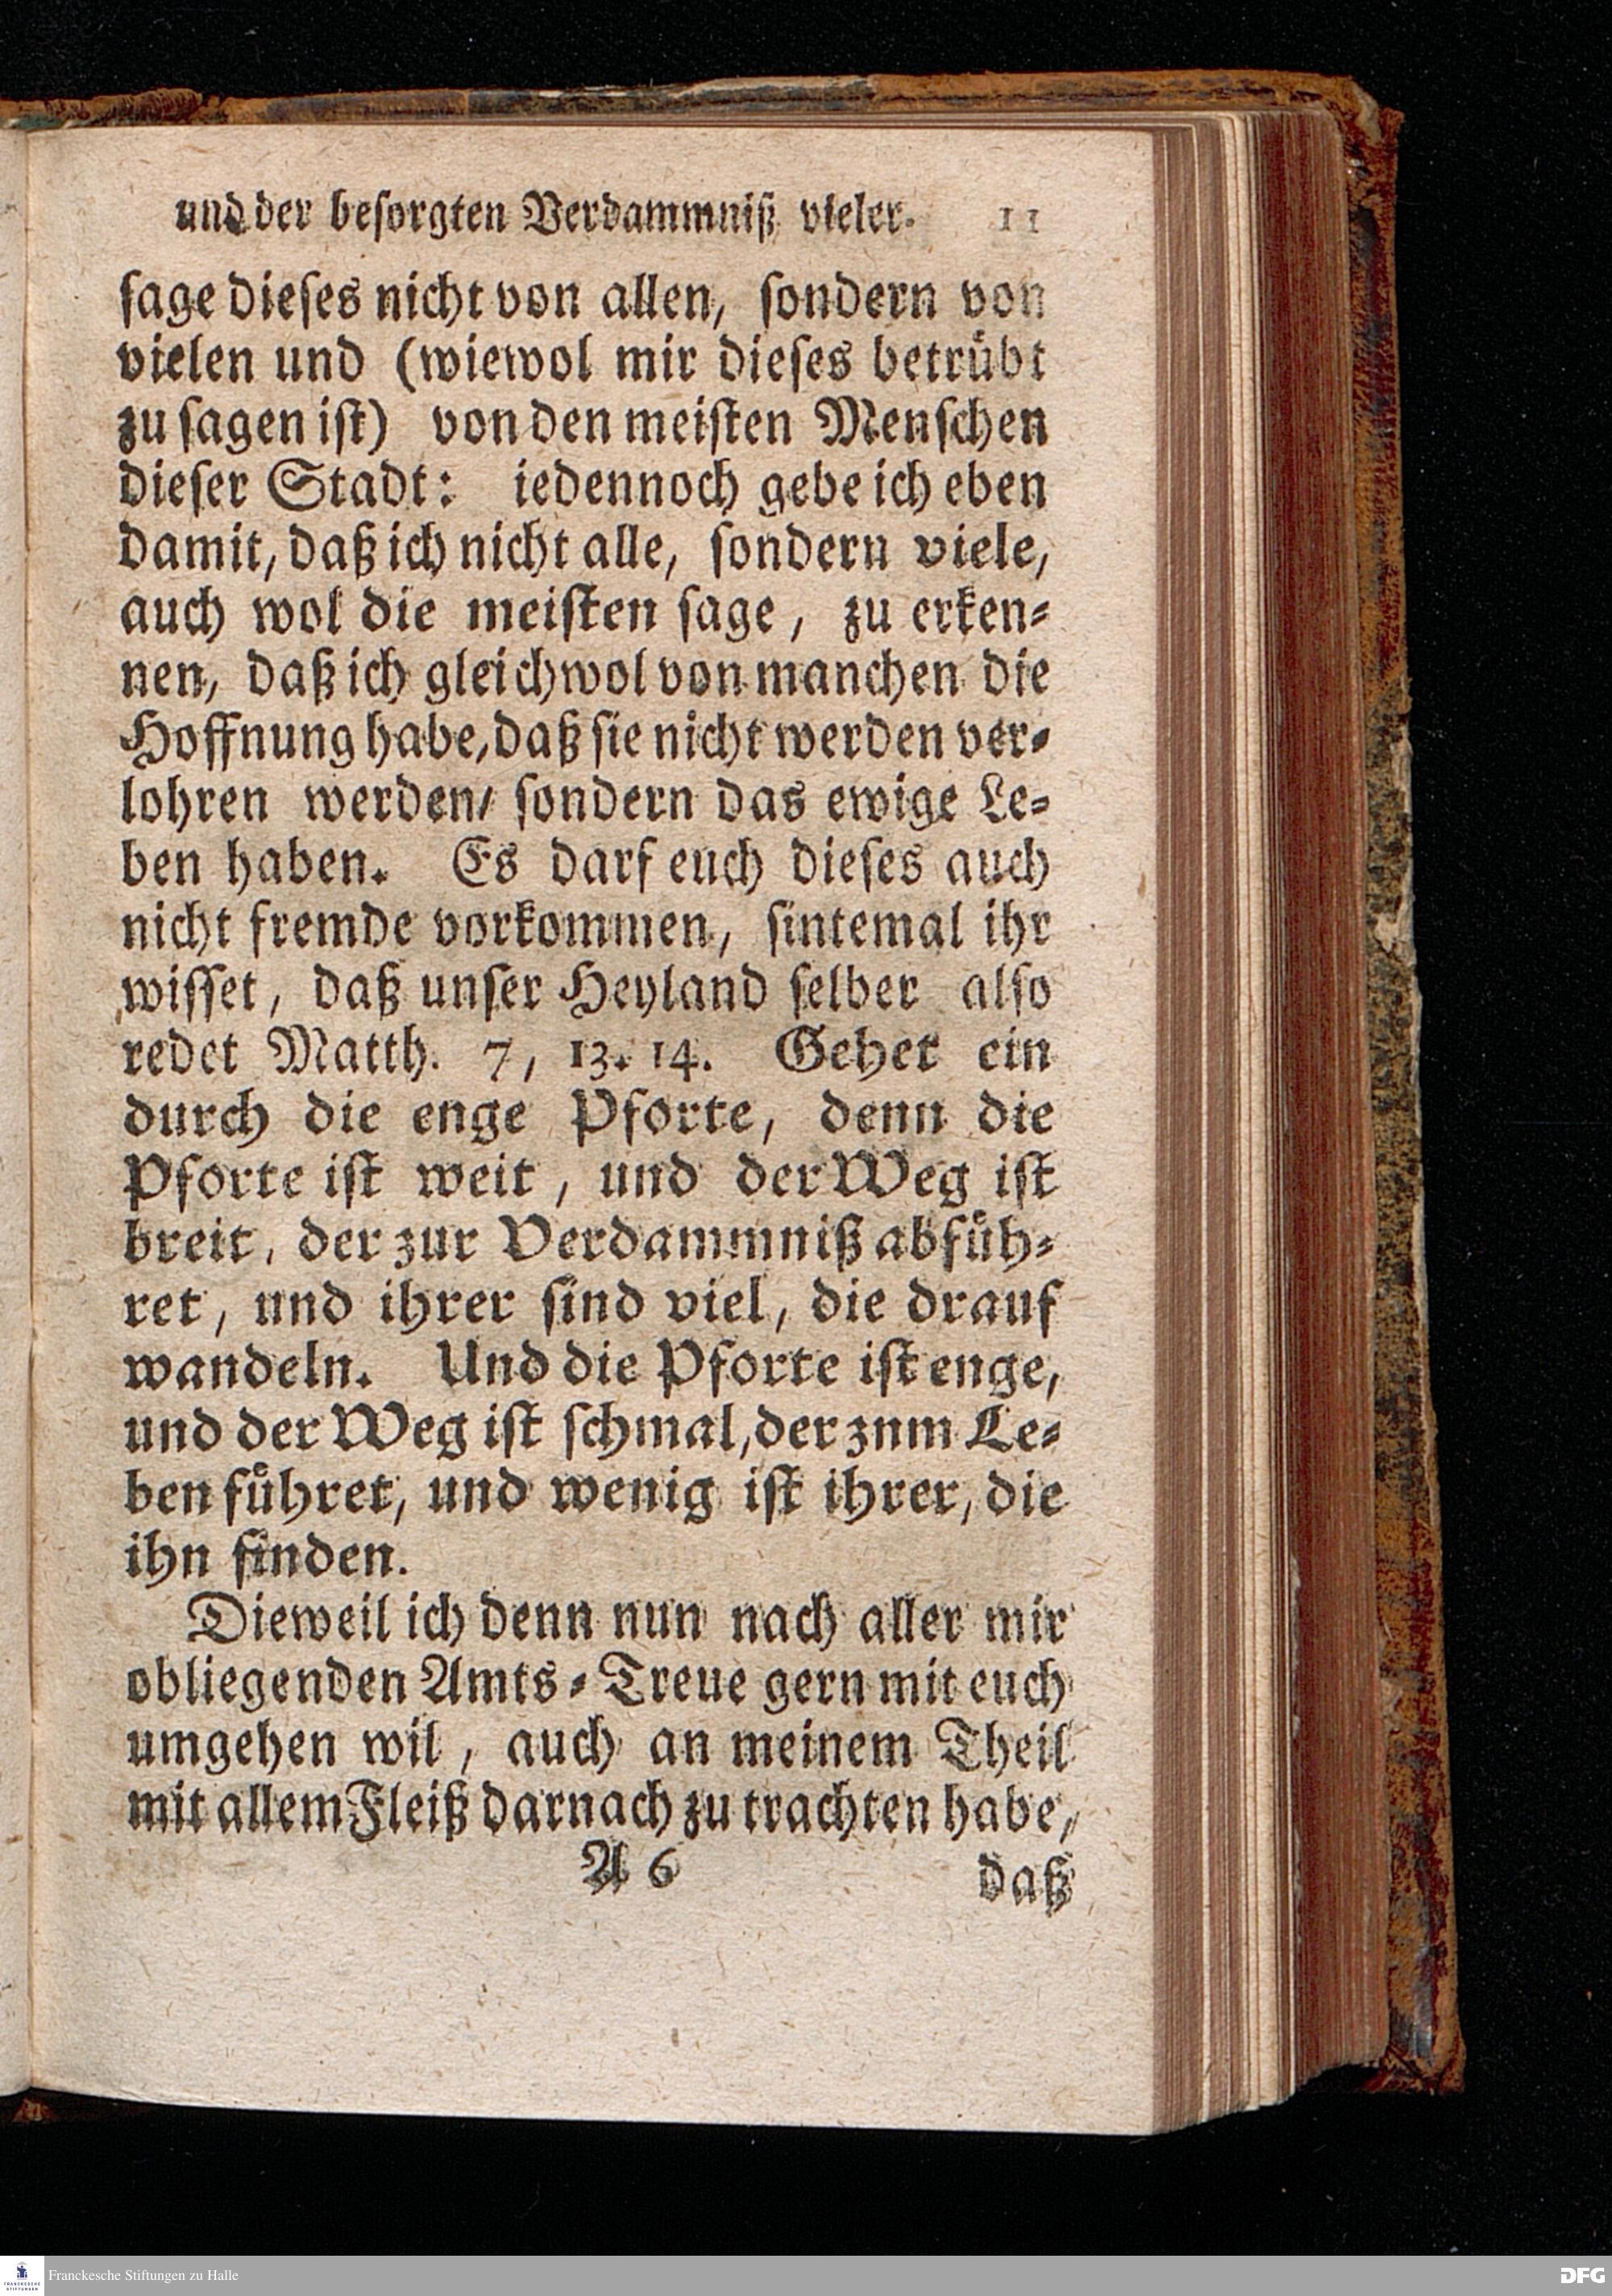 und der besorgten Verdammniß vieler. 11
sage dieses nicht von allen, sondern von
vielen und (wiewol mir dieses betrübt
zu sagen ist) von den meisten Menschen
dieser Stadt: iedennoch gebe ich eben
damit, daß ich nicht alle, sondern viele,
auch wol die meisten sage, zu erken-
nen, daß ich gleichwol von manchen die
Hoffnung habe, daß sie nicht werden ver-
lohren werden/ sondern das ewige Le-
ben haben. Es darf euch dieses auch
nicht fremde vorkommen, sintemal ihr
wisset, daß unser Heyland selber also
redet Matth. 7, 13. 14. Gehet ein
durch die enge Pforte, denn die
Pforte ist weit, und der Weg ist
breit, der zur Verdammniß abfüh-
ret, und ihrer sind viel, die drauf
wandeln. Und die Pforte ist enge,
und der Weg ist schmal, der znm Le-
ben führet, und wenig ist ihrer, die
ihn finden.
Dieweil ich denn nun nach aller mir
obliegenden Amts-Treue gern mit euch
umgehen wil, auch an meinem Theil
mit allem Fleiß darnach zu trachten habe,
A 6 daß
FRANCKESCHE STIFTUNGEN Franckesche Stiftungen zu Halle DFG